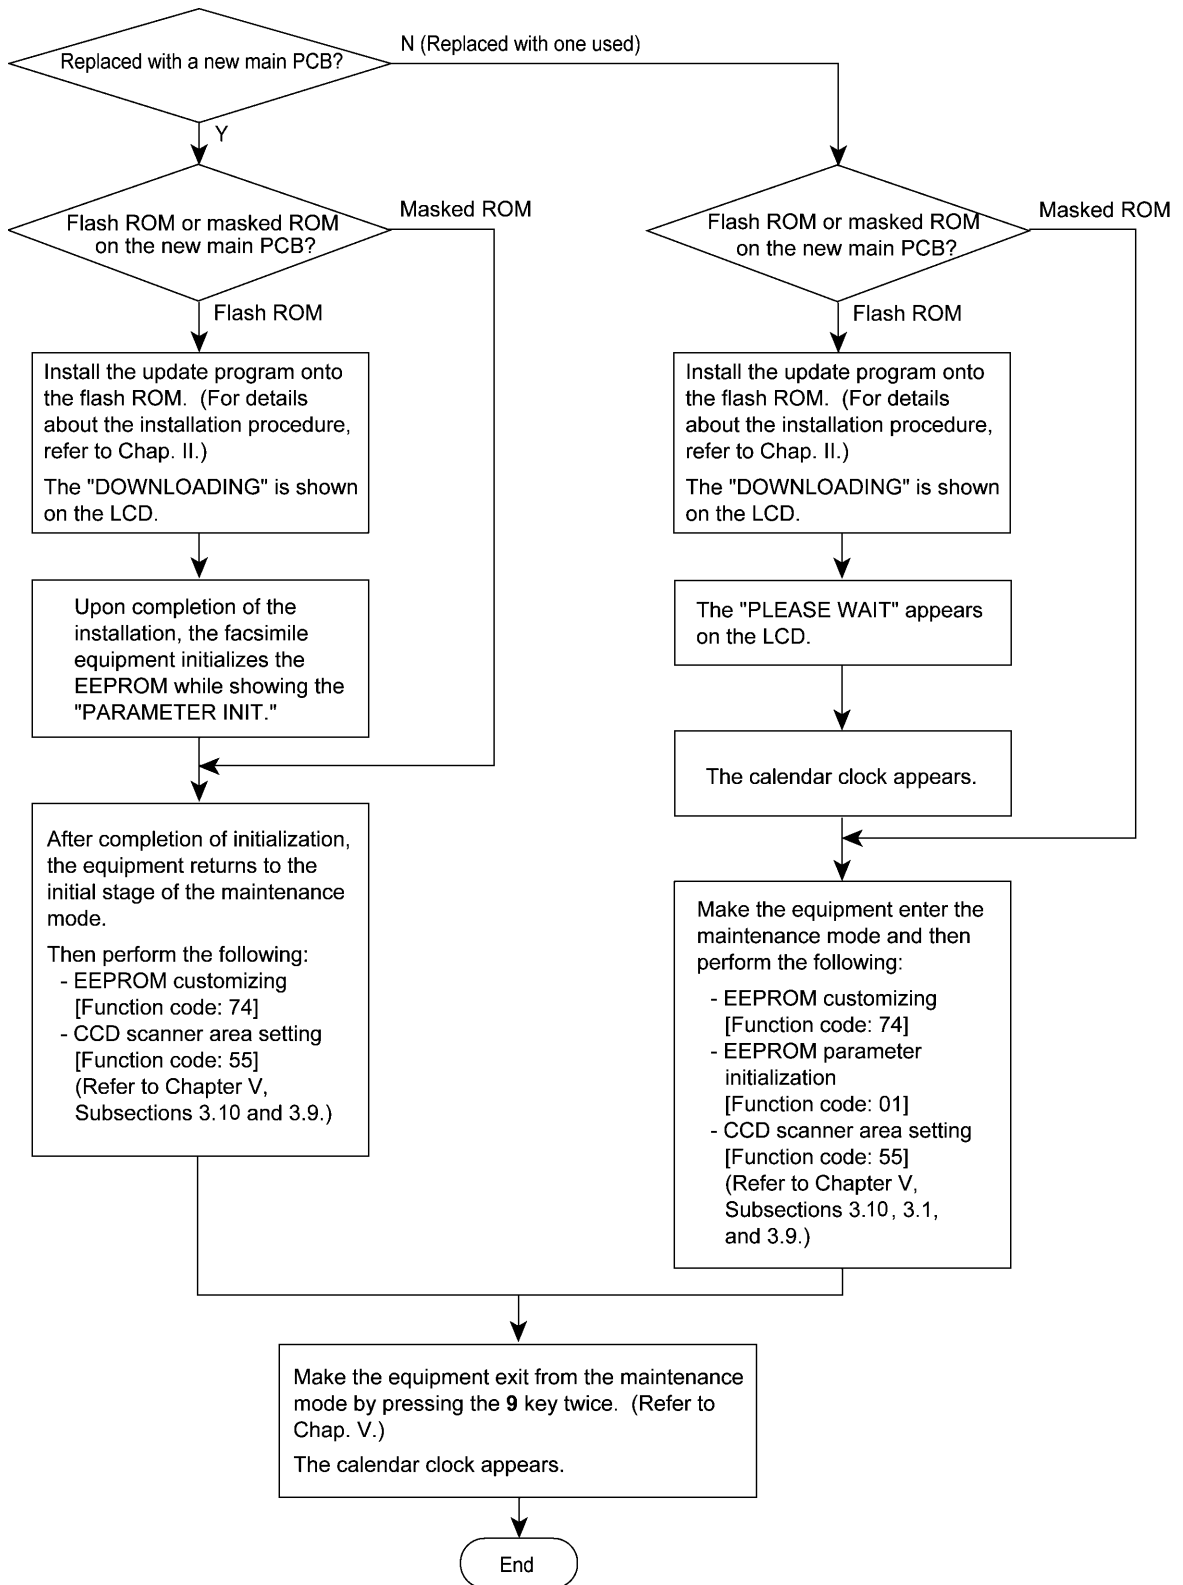 Replaced with a new main PCB?
N (Replaced with one used)
Y
Flash ROM or masked ROM
on the new main PCB?
Masked ROM
Flash ROM
Install the update program onto
the flash ROM.  (For details
about the installation procedure,
refer to Chap. II.)
The "DOWNLOADING" is shown
on the LCD.
Upon completion of the
installation, the facsimile
equipment initializes the
EEPROM while showing the
"PARAMETER INIT."
After completion of initialization,
the equipment returns to the
initial stage of the maintenance
mode.
Then perform the following:
- EEPROM customizing
[Function code: 74]
- CCD scanner area setting
[Function code: 55]
(Refer to Chapter V,
Subsections 3.10 and 3.9.)
Flash ROM or masked ROM
on the new main PCB?
Masked ROM
Flash ROM
Install the update program onto
the flash ROM.  (For details
about the installation procedure,
refer to Chap. II.)
The "DOWNLOADING" is shown
on the LCD.
The "PLEASE WAIT" appears
on the LCD.
The calendar clock appears.
Make the equipment enter the
maintenance mode and then
perform the following:
- EEPROM customizing
[Function code: 74]
- EEPROM parameter
initialization
[Function code: 01]
- CCD scanner area setting
[Function code: 55]
(Refer to Chapter V,
Subsections 3.10, 3.1,
and 3.9.)
Make the equipment exit from the maintenance
mode by pressing the 9 key twice.  (Refer to
Chap. V.)
The calendar clock appears.
End